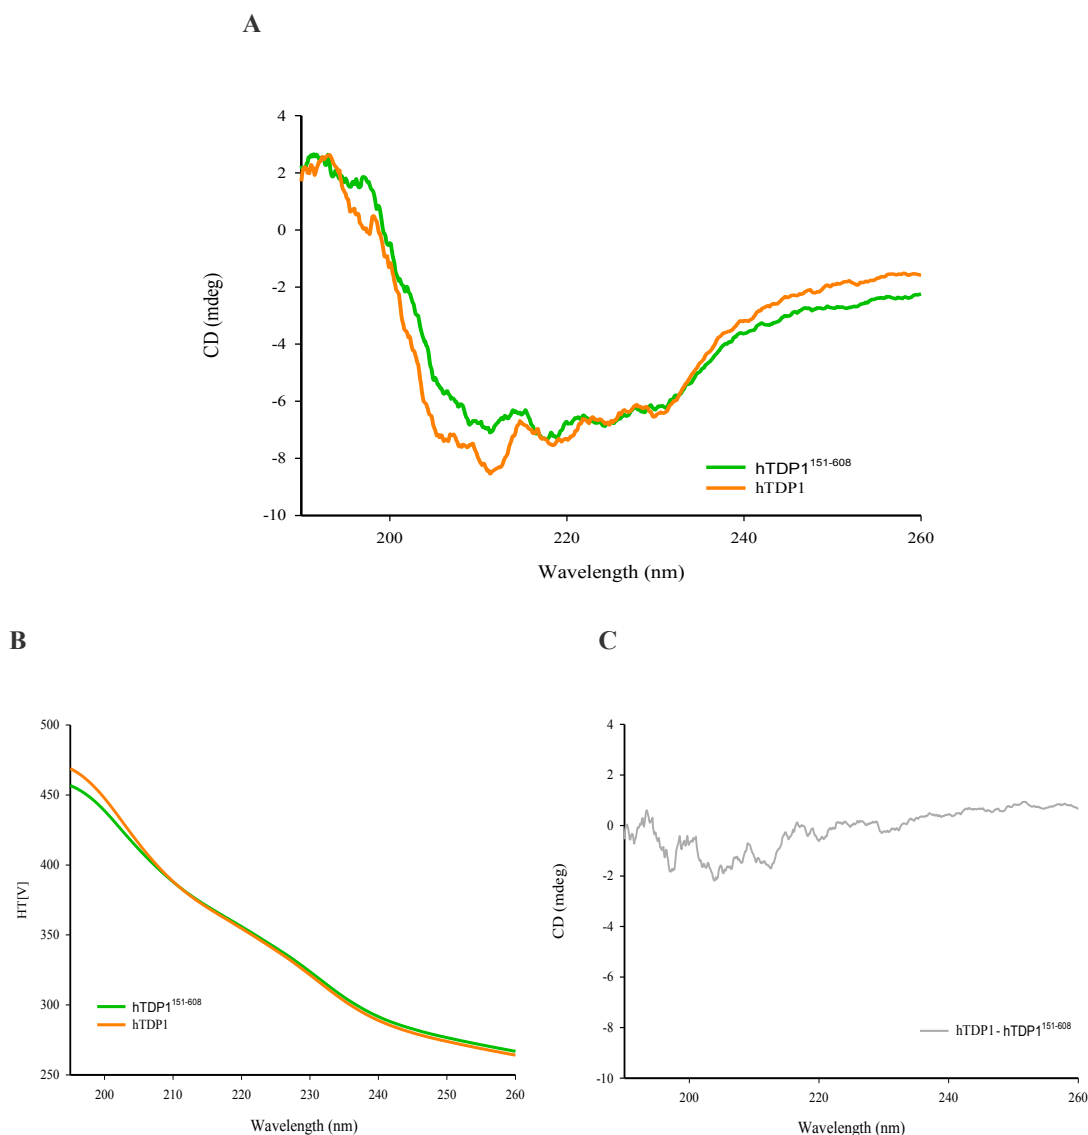 A
4
2
0
-2
-4
-6
-8
-10
CD (mdeg)
hTDP1151-608
hTDP1
200 220 240 260
Wavelength (nm)
B
500
450
400
350
300
250
HT[V]
hTDP1151-608
hTDP1
200 210 220 230 240 250 260
Wavelength (nm)
C
4
2
0
-2
-4
-6
-8
-10
CD (mdeg)
hTDP1 - hTDP1151-608
200 220 240 260
Wavelength (nm)